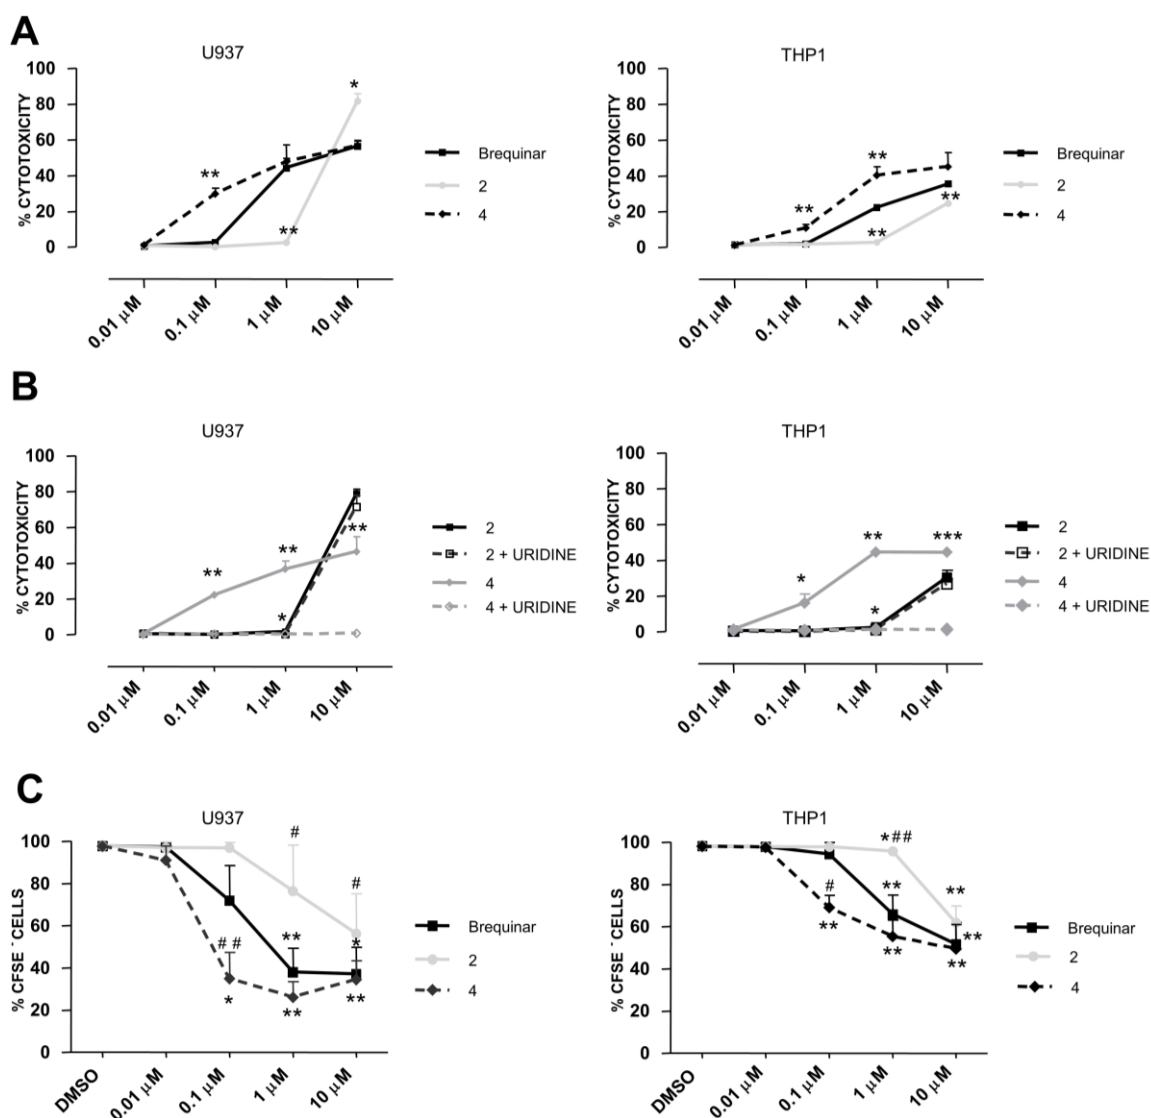 A
U937
% CYTOTOXICITY
100
80
60
40
20
0
*
**
**
0.01 µM
0.1 µM
1 µM
10 µM
Brequinar
2
4
THP1
% CYTOTOXICITY
100
80
60
40
20
0
**
**
**
**
0.01 µM
0.1 µM
1 µM
10 µM
Brequinar
2
4
B
U937
% CYTOTOXICITY
100
80
60
40
20
0
**
**
**
*
0.01 µM
0.1 µM
1 µM
10 µM
2
2 + URIDINE
4
4 + URIDINE
THP1
% CYTOTOXICITY
100
80
60
40
20
0
*
**
***
*
0.01 µM
0.1 µM
1 µM
10 µM
2
2 + URIDINE
4
4 + URIDINE
C
U937
% CFSE - CELLS
100
80
60
40
20
0
#
#
**
##
*
*
**
**
DMSO
0.01 µM
0.1 µM
1 µM
10 µM
Brequinar
2
4
THP1
% CFSE - CELLS
100
80
60
40
20
0
*##
**
**
#
**
**
**
**
DMSO
0.01 µM
0.1 µM
1 µM
10 µM
Brequinar
2
4